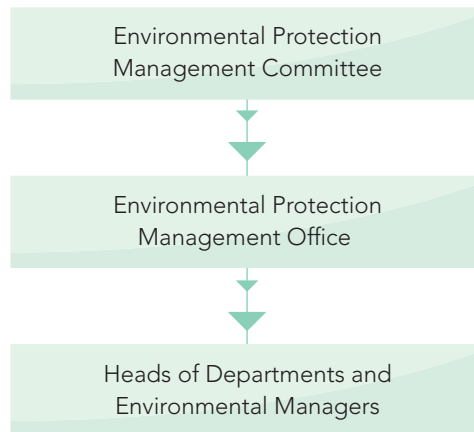 Environmental Protection
Management Committee
Environmental Protection
Management Office
Heads of Departments and
Environmental Managers